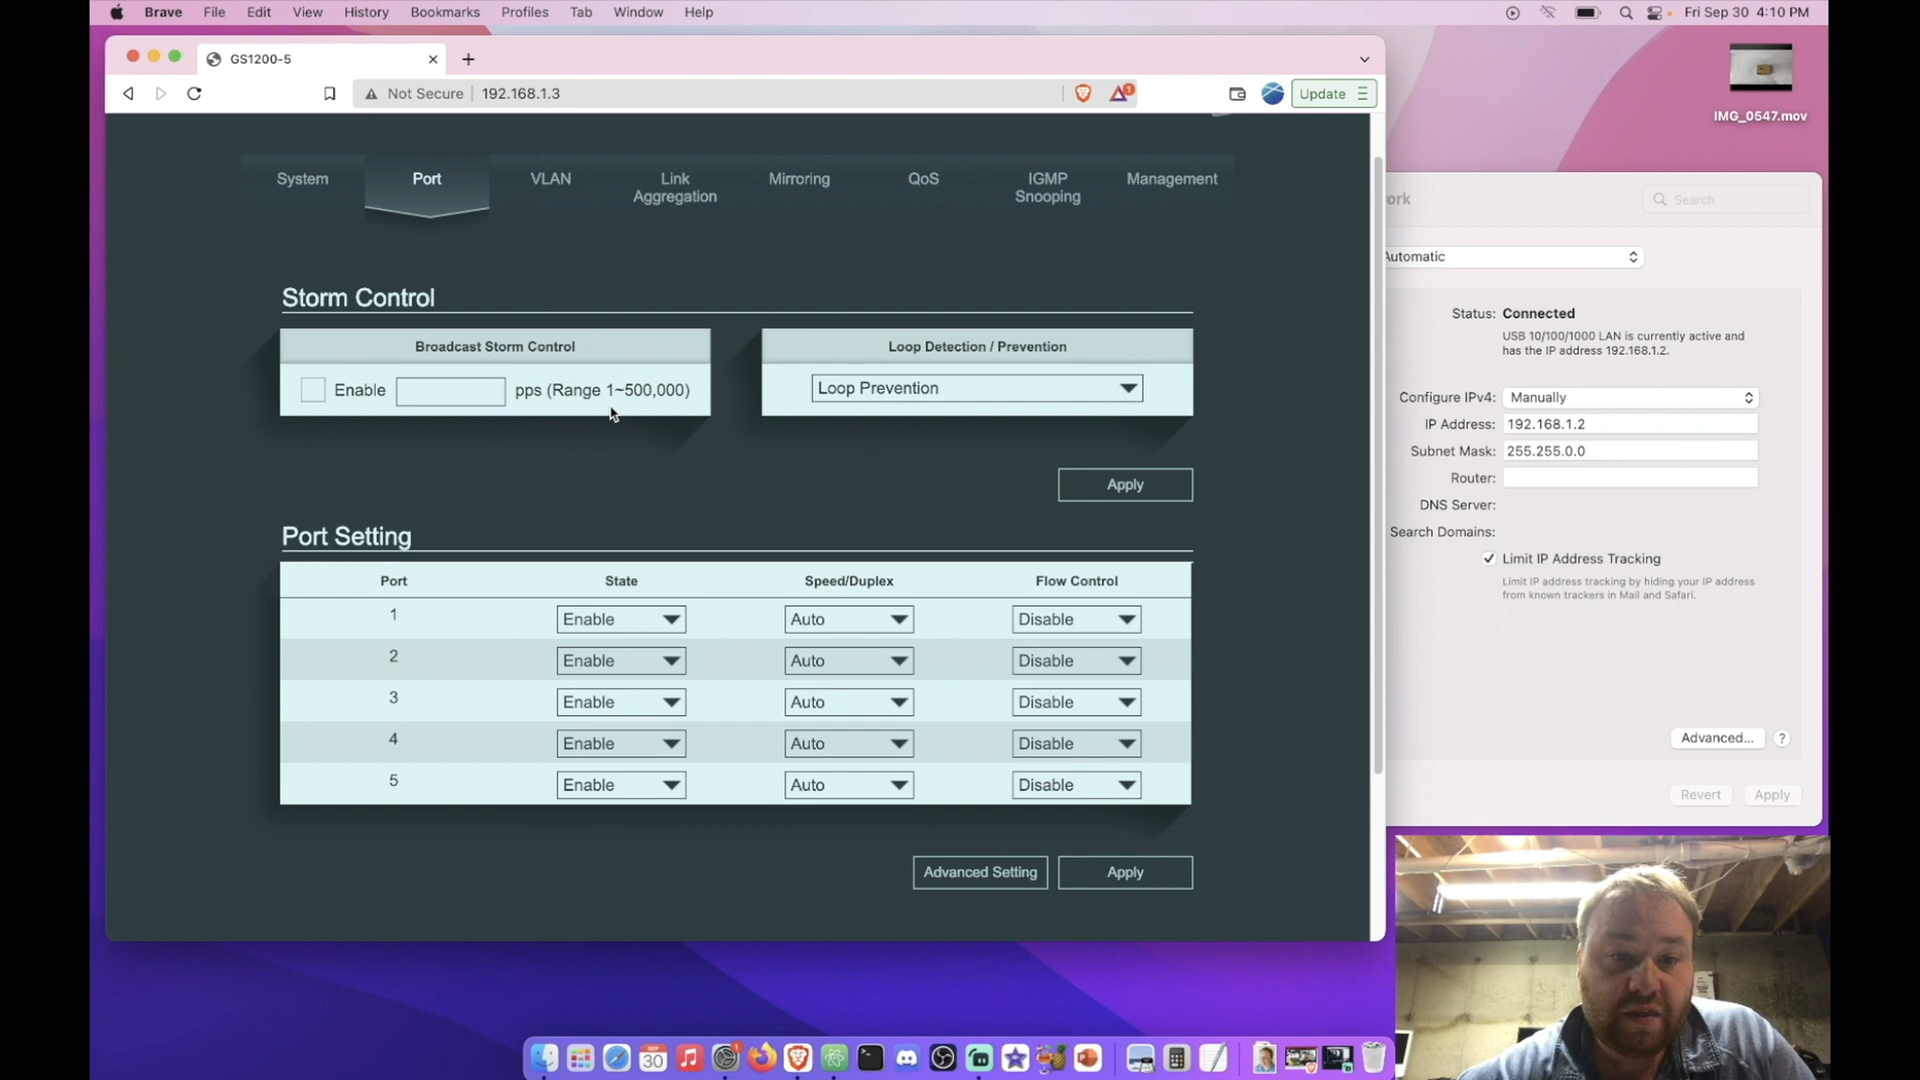 Brave File Edit View History Bookmarks Profiles Tab Window Help Fri Sep 30 4:10 PM
GS1200-5
Not Secure 192.168.1.3 1 Update
IMG_0547.mov
System Port VLAN Link Aggregation Mirroring QoS IGMP Snooping Management
Storm Control
Broadcast Storm Control
Enable pps (Range 1~500,000)
Loop Detection / Prevention
Loop Prevention
Apply
Port Setting
Port State Speed/Duplex Flow Control
1 Enable Auto Disable
2 Enable Auto Disable
3 Enable Auto Disable
4 Enable Auto Disable
5 Enable Auto Disable
Advanced Setting Apply
ork Search
Automatic
Status: Connected
USB 10/100/1000 LAN is currently active and
has the IP address 192.168.1.2.
Configure IPv4: Manually
IP Address: 192.168.1.2
Subnet Mask: 255.255.0.0
Router:
DNS Server:
Search Domains:
Limit IP Address Tracking
Limit IP address tracking by hiding your IP address
from known trackers in Mail and Safari.
Advanced... ?
Revert Apply
SEP
30
1